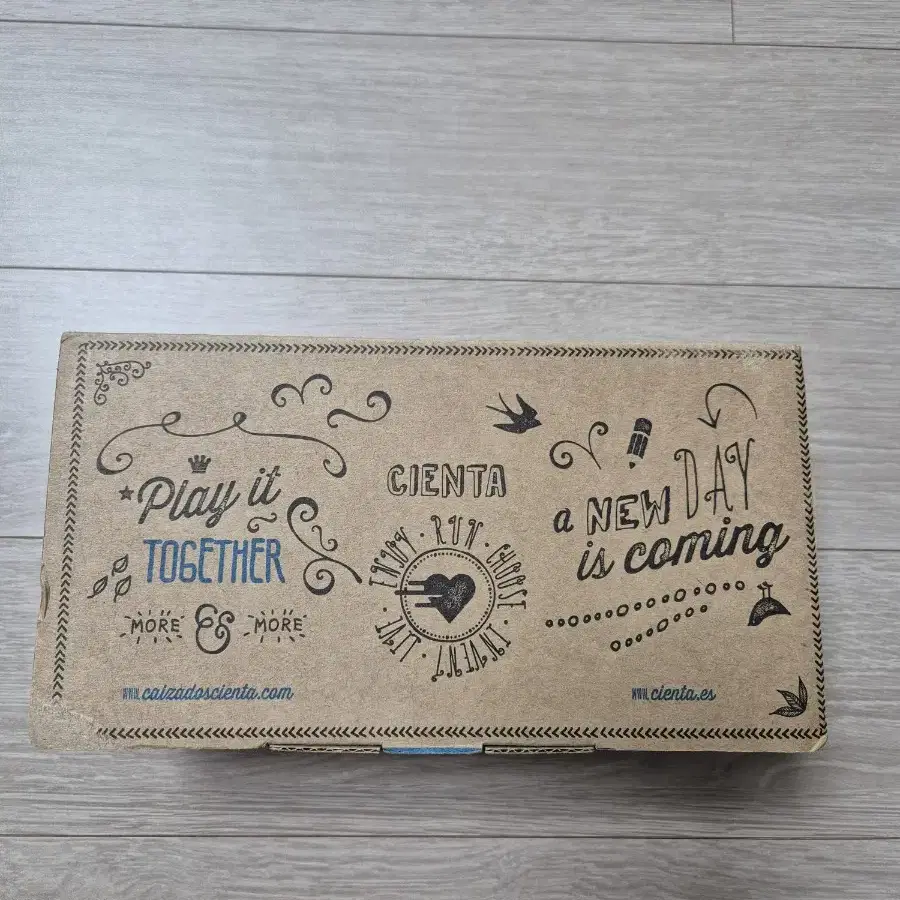 Play it
TOGETHER
MORE & MORE
www.calzadoscienta.com
CIENTA
ENJOY · RUN · CHOOSE · INVENT · LIVE ·
a NEW DAY
is coming
www.cienta.es